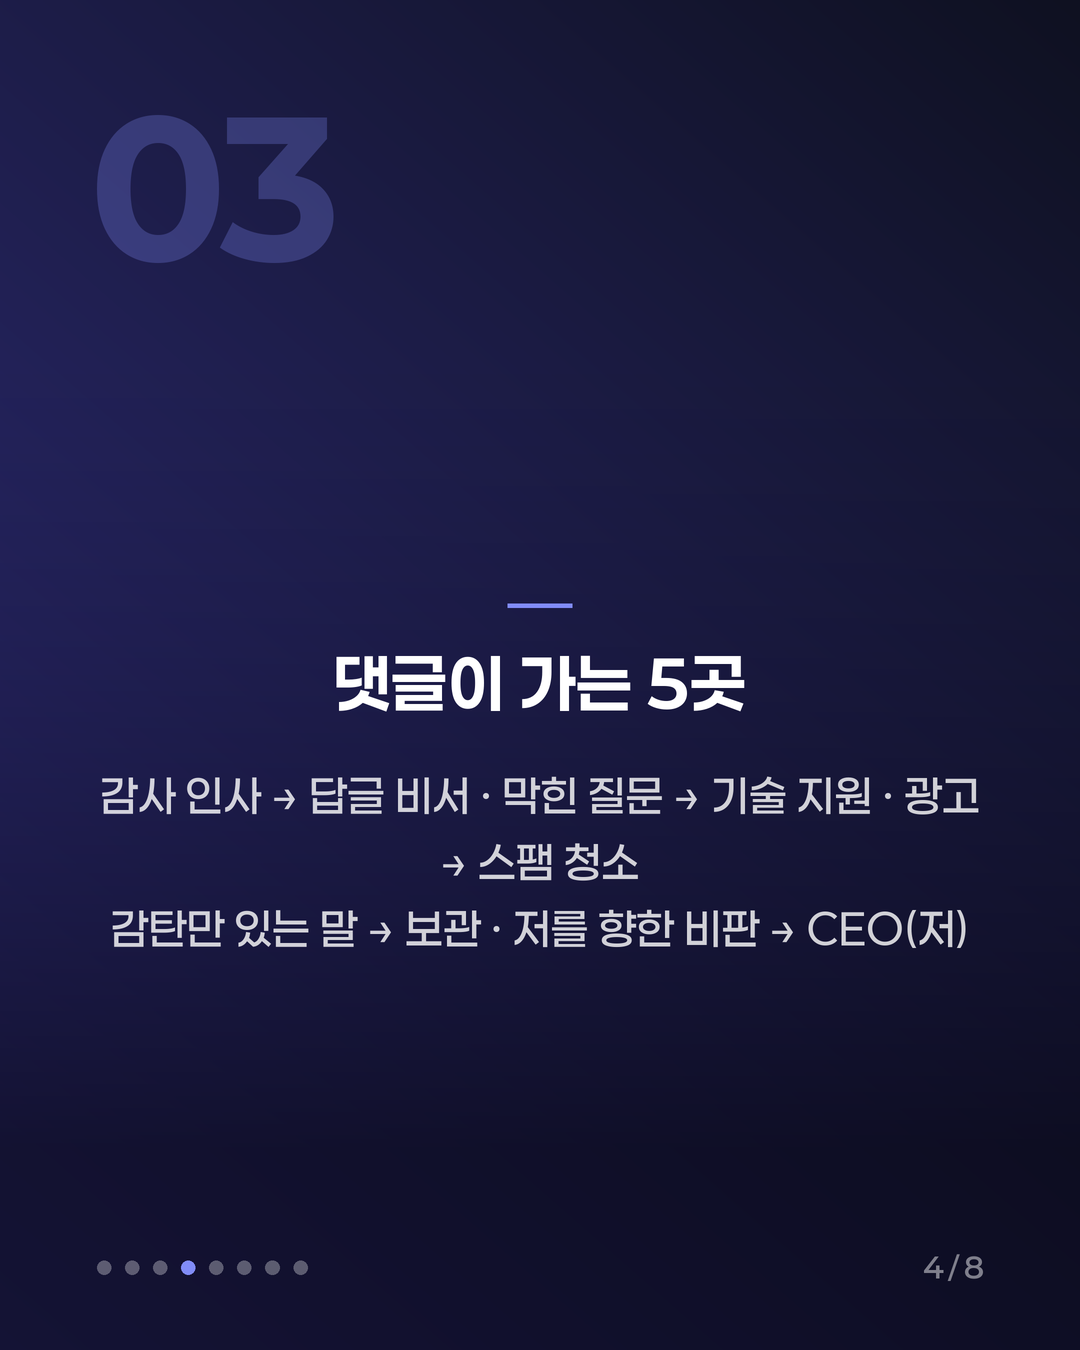 03
댓글이 가는 5곳
감사 인사 → 답글 비서 · 막힌 질문 → 기술 지원 · 광고
→ 스팸 청소
감탄만 있는 말 → 보관 · 저를 향한 비판 → CEO(저)
4/8